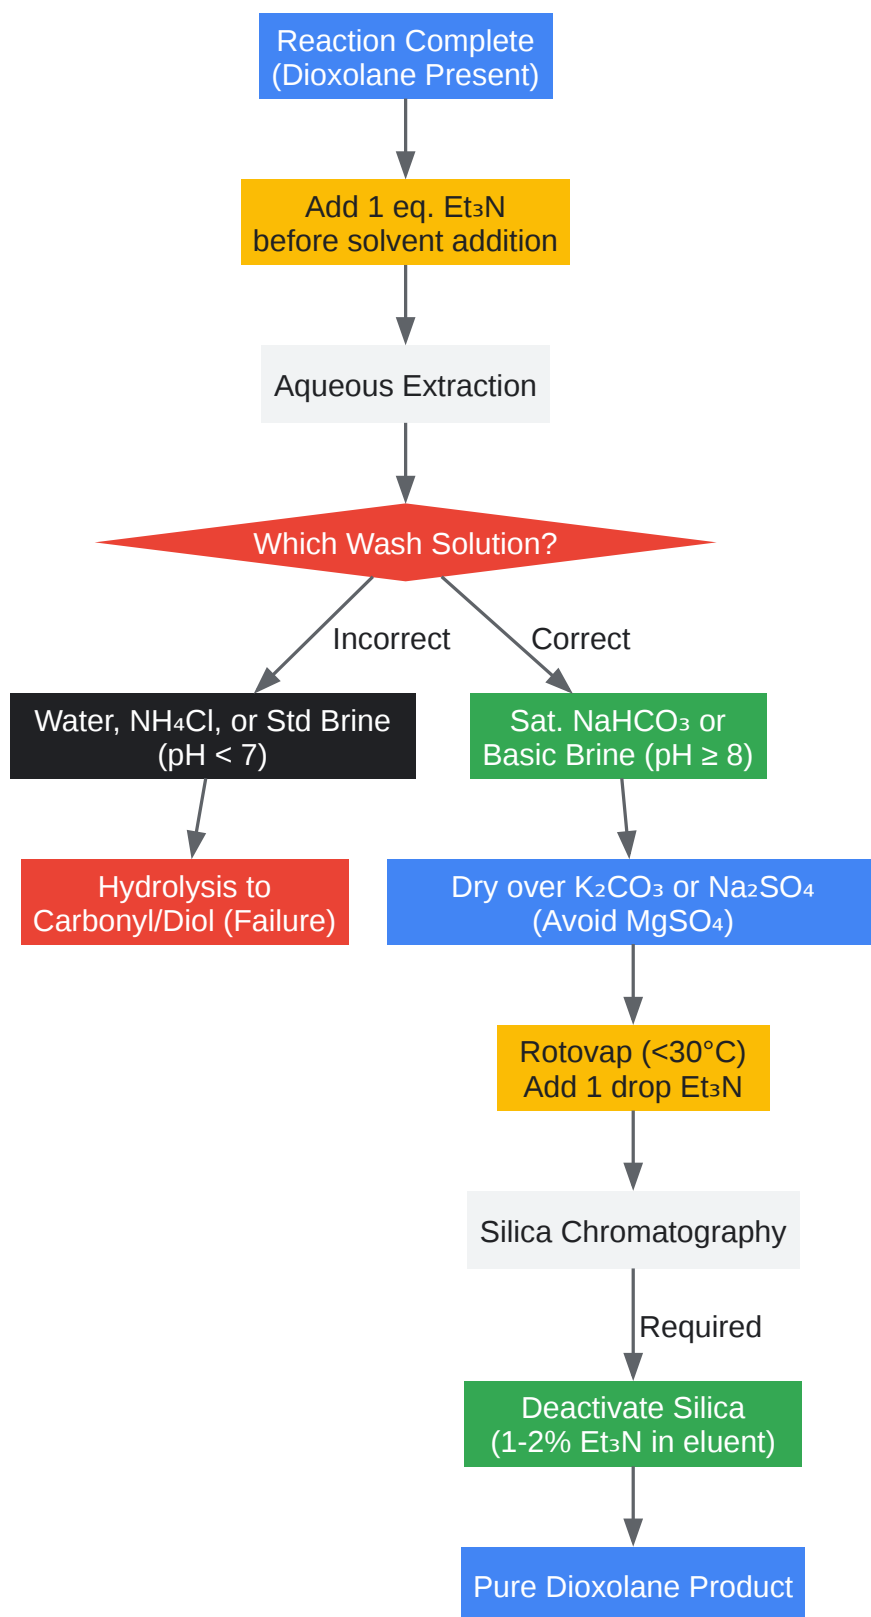 Reaction Complete
(Dioxolane Present)
Add 1 eq. Et₃N
before solvent addition
Aqueous Extraction
Which Wash Solution?
Incorrect
Correct
Water, NH₄Cl, or Std Brine
(pH < 7)
Sat. NaHCO₃ or
Basic Brine (pH ≥ 8)
Hydrolysis to
Carbonyl/Diol (Failure)
Dry over K₂CO₃ or Na₂SO₄
(Avoid MgSO₄)
Rotovap (<30°C)
Add 1 drop Et₃N
Silica Chromatography
Required
Deactivate Silica
(1-2% Et₃N in eluent)
Pure Dioxolane Product